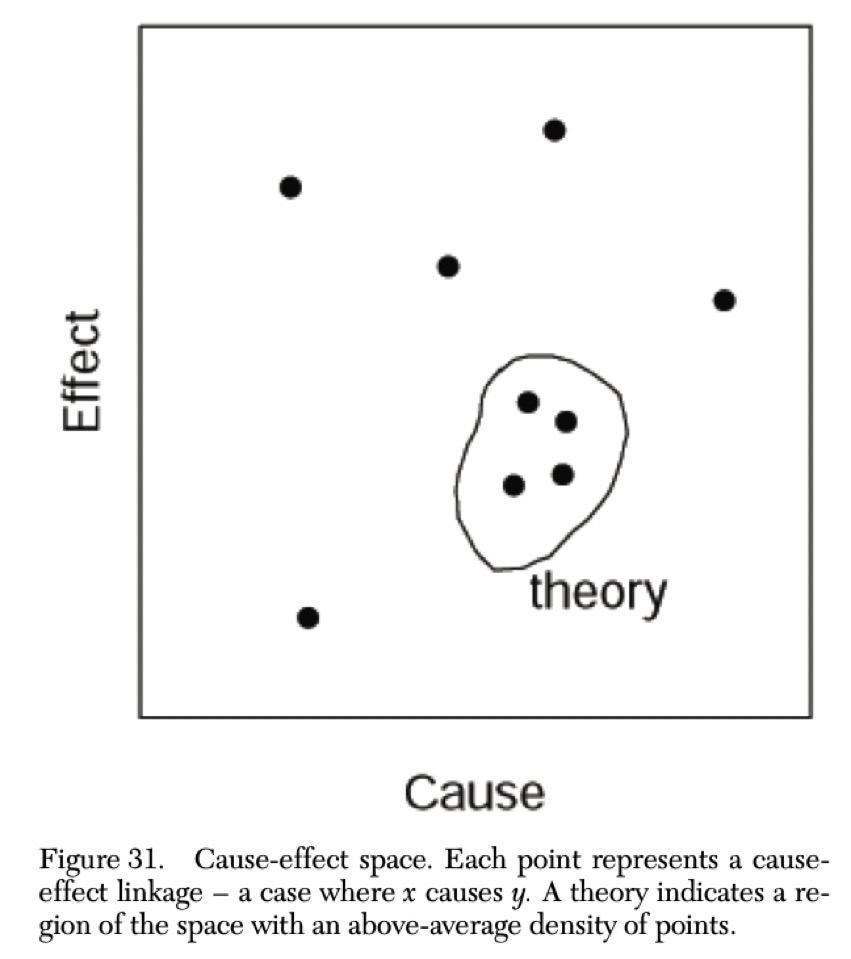 Effect
theory
Cause
Figure 31. Cause-effect space. Each point represents a cause-
effect linkage – a case where x causes y. A theory indicates a re-
gion of the space with an above-average density of points.